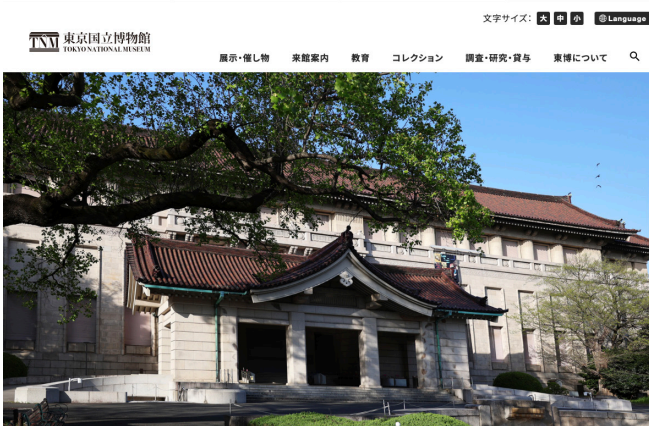 文字サイズ： 大 中 小 Language
TNM 東京国立博物館
TOKYO NATIONAL MUSEUM
展示・催し物 来館案内 教育 コレクション 調査・研究・貸与 東博について